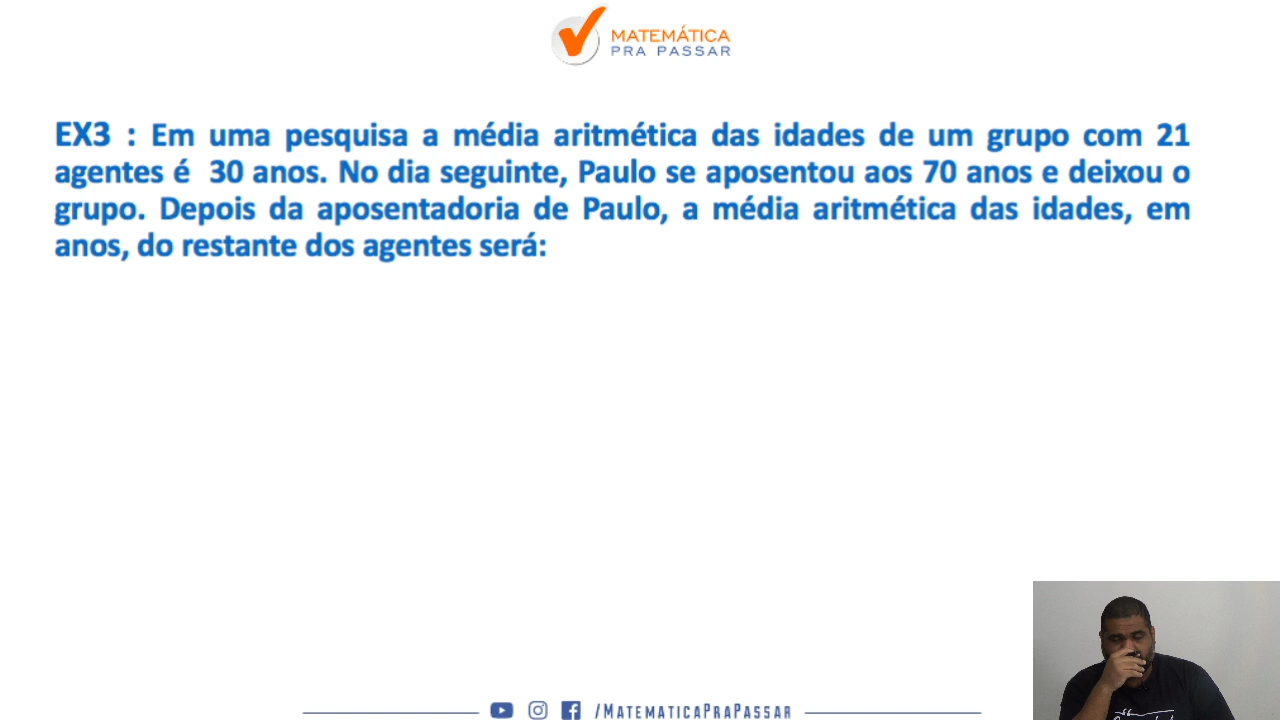 MATEMÁTICA
PRA PASSAR
EX3 : Em uma pesquisa a média aritmética das idades de um grupo com 21
agentes é 30 anos. No dia seguinte, Paulo se aposentou aos 70 anos e deixou o
grupo. Depois da aposentadoria de Paulo, a média aritmética das idades, em
anos, do restante dos agentes será:
/MATEMATICAPRAPASSAR